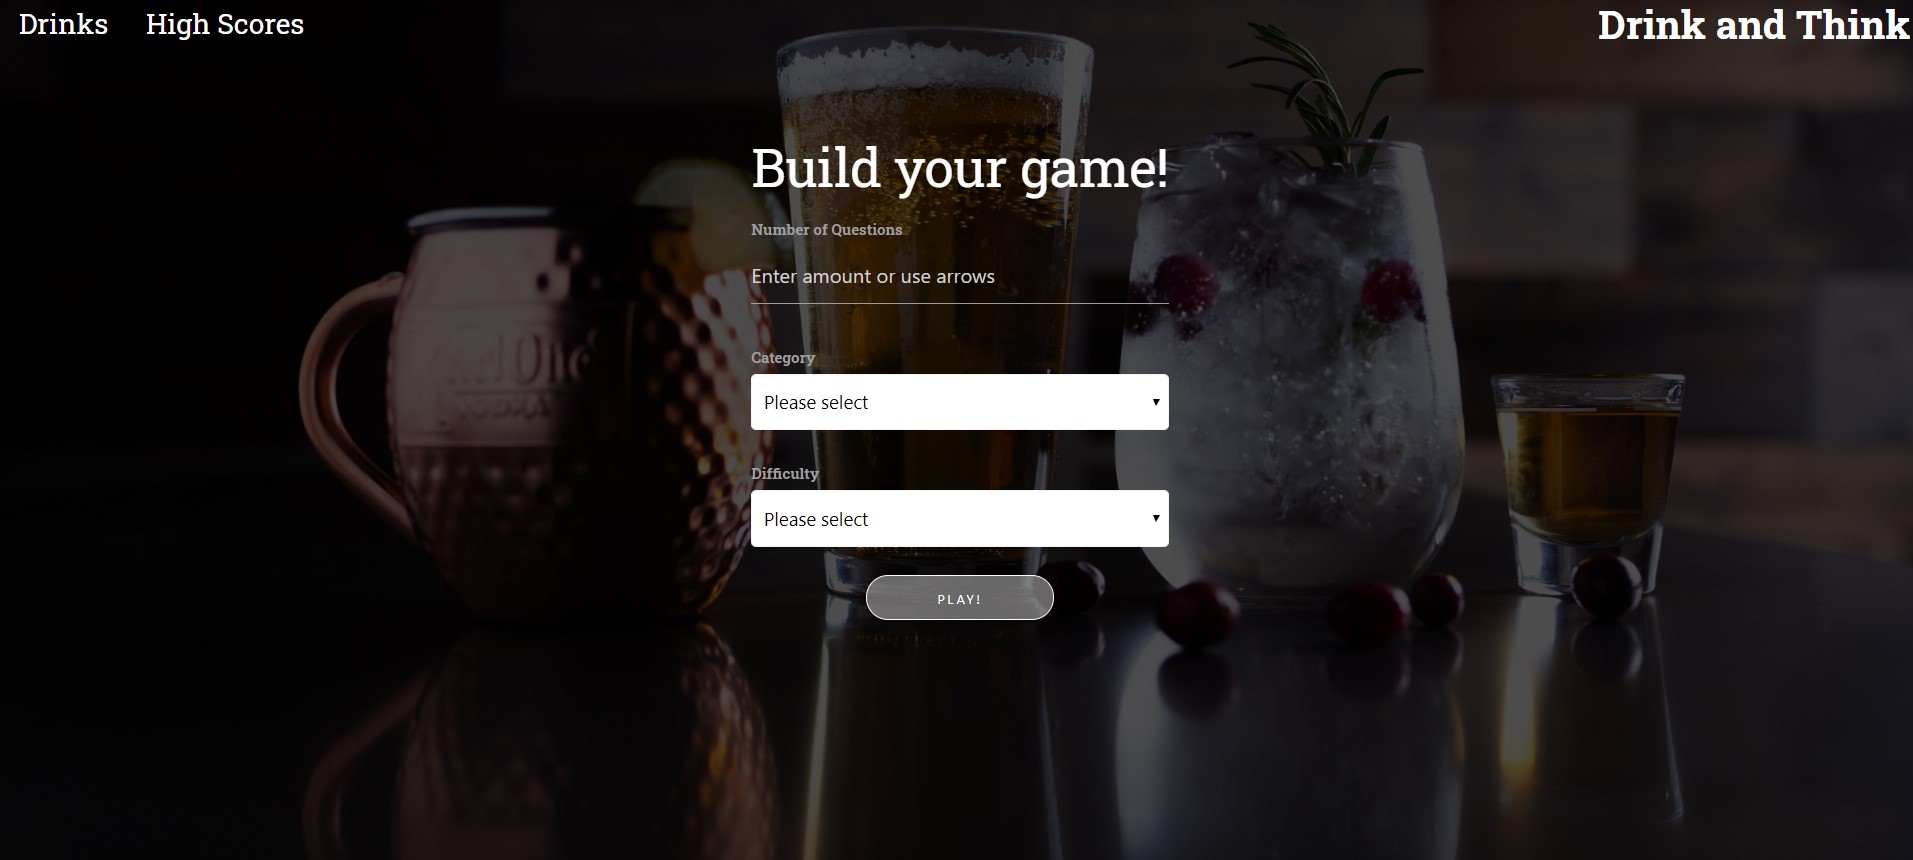 Drinks High Scores Drink and Think
Build your game!
Number of Questions
Enter amount or use arrows
Category
Please select
Difficulty
Please select
PLAY!